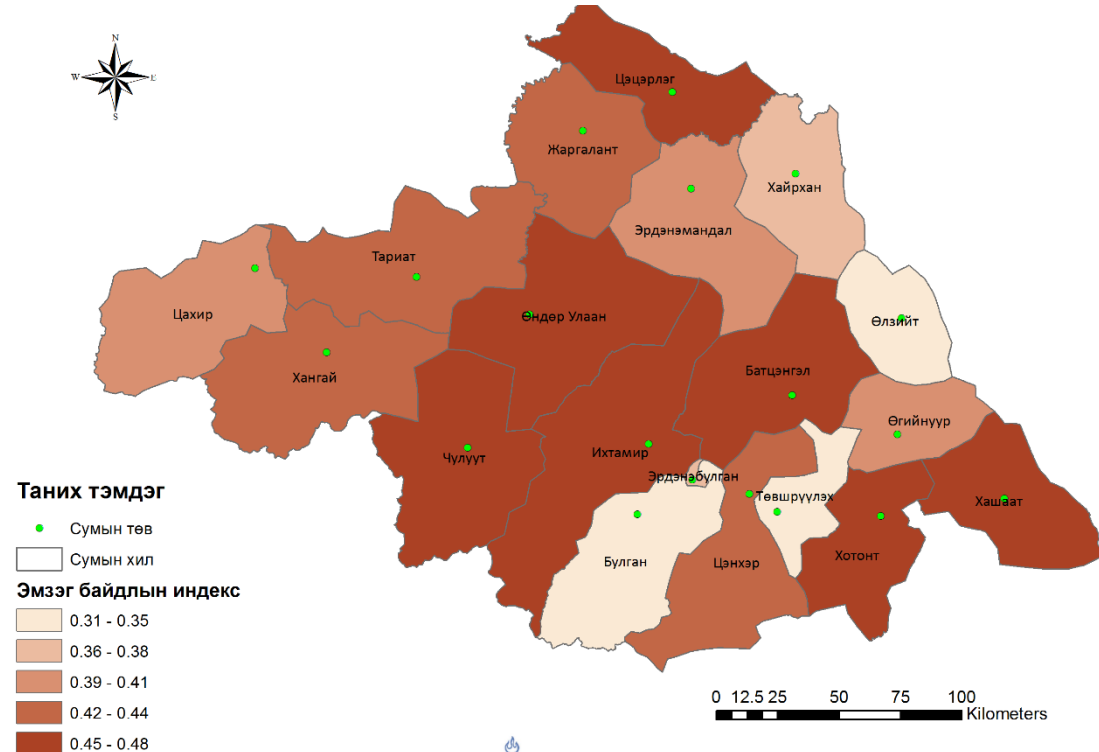 N
W E
S
Цэцэрлэг
Жаргалант
Хайрхан
Эрдэнэмандал
Тариат
Цахир
Өндөр Улаан
Өлзийт
Хангай
Батцэнгэл
Өгийнуур
Чулуут
Ихтамир
Эрдэнэбулган
Төвшрүүлэх
Хашаат
Булган
Цэнхэр
Хотонт
Таних тэмдэг
Сумын төв
Сумын хил
Эмзэг байдлын индекс
0.31 - 0.35
0.36 - 0.38
0.39 - 0.41
0.42 - 0.44
0.45 - 0.48
0 12.5 25 50 75 100
Kilometers